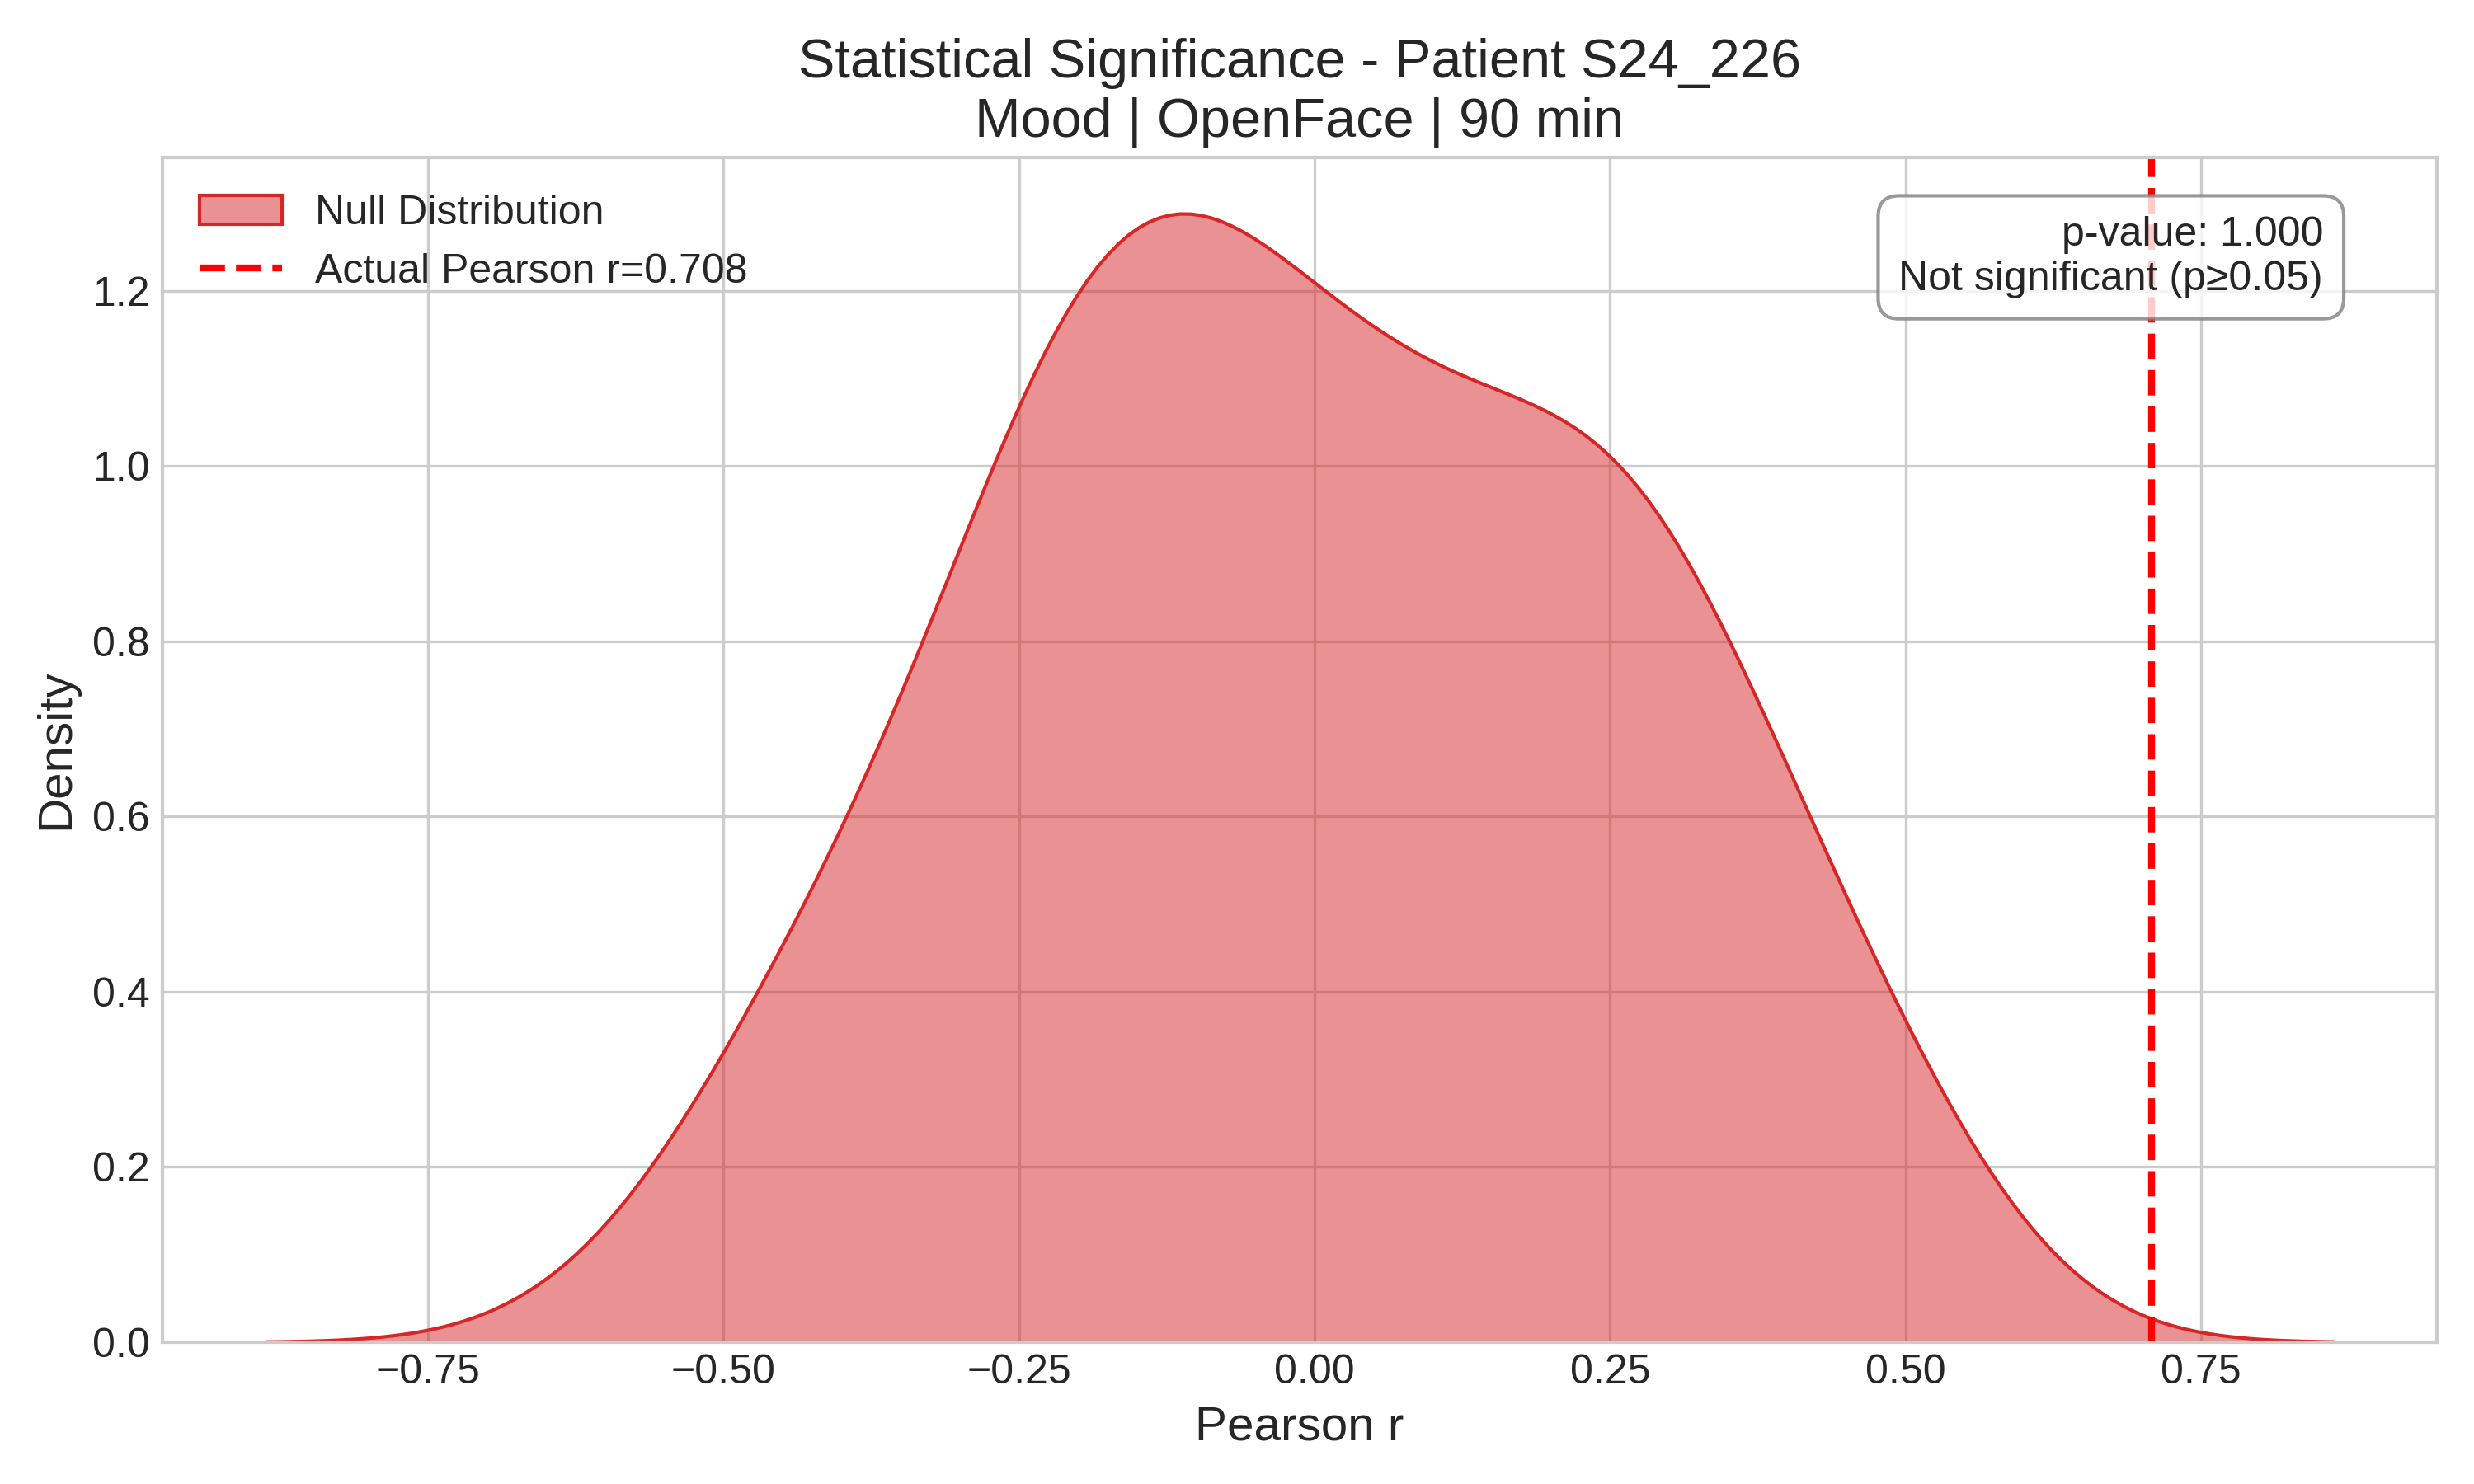 Statistical Significance - Patient S24_226
Mood | OpenFace | 90 min
Null Distribution
Actual Pearson r=0.708
p-value: 1.000
Not significant (p≥0.05)
Density
1.2
1.0
0.8
0.6
0.4
0.2
0.0
−0.75 −0.50 −0.25 0.00 0.25 0.50 0.75
Pearson r